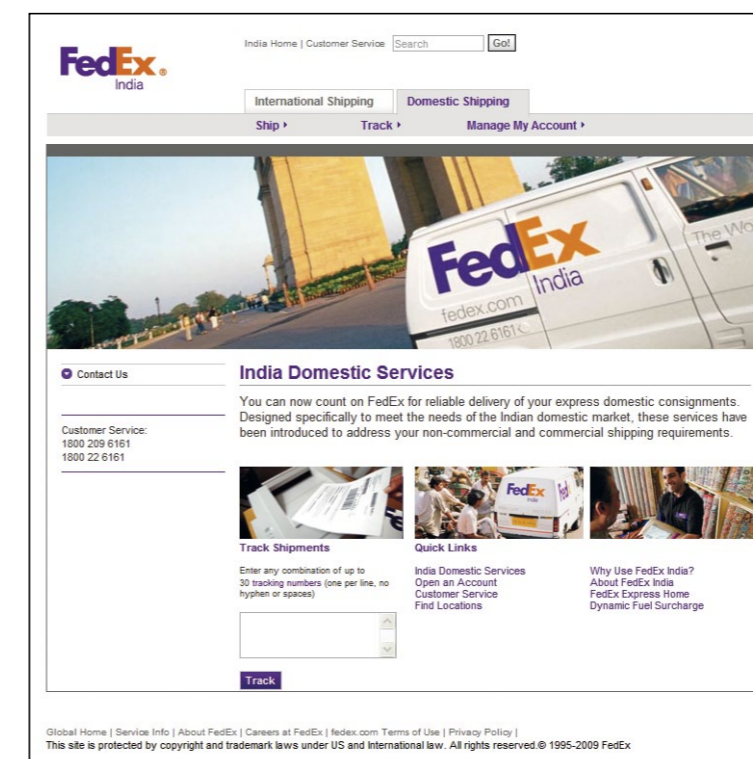 India Home | Customer Service Search Go!
FedEx®
India
International Shipping Domestic Shipping
Ship Track Manage My Account
FedEx
India
The Wo
fedex.com
1800 22 6161
Contact Us
Customer Service:
1800 209 6161
1800 22 6161
India Domestic Services
You can now count on FedEx for reliable delivery of your express domestic consignments.
Designed specifically to meet the needs of the Indian domestic market, these services have
been introduced to address your non-commercial and commercial shipping requirements.
FedEx
India
Fed
Track Shipments
Enter any combination of up to
30 tracking numbers (one per line, no
hyphen or spaces)
Track
Quick Links
India Domestic Services
Open an Account
Customer Service
Find Locations
Why Use FedEx India?
About FedEx India
FedEx Express Home
Dynamic Fuel Surcharge
Global Home | Service Info | About FedEx | Careers at FedEx | fedex.com Terms of Use | Privacy Policy |
This site is protected by copyright and trademark laws under US and International law. All rights reserved.© 1995-2009 FedEx